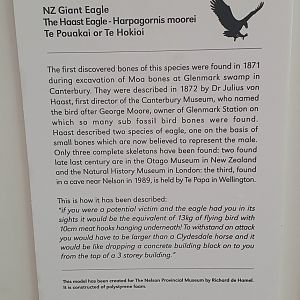 NZ Giant Eagle
The Haast Eagle - Harpagornis moorei
Te Pouakai or Te Hokioi
The first discovered bones of this species were found in 1871
during excavation of Moa bones at Glenmark swamp in
Canterbury. They were described in 1872 by Dr Julius von
Haast, first director of the Canterbury Museum, who named
the bird after George Moore, owner of Glenmark Station on
which so many sub fossil bird bones were found.
Haast described two species of eagle, one on the basis of
small bones which are now believed to represent the male.
Only three complete skeletons have been found: two found
late last century are in the Otago Museum in New Zealand
and the Natural History Museum in London: the third, found
in a cave near Nelson in 1989, is held by Te Papa in Wellington.
This is how it has been described:
"if you were a potential victim and the eagle had you in its
sights it would be the equivalent of 13kg of flying bird with
10cm meat hooks hanging underneath! To withstand an attack
you would have to be larger than a Clydesdale horse and it
would be like dropping a concrete building block on to you
from the top of a 3 storey building."
This model has been created for The Nelson Provincial Museum by Richard de Hamel.
It is constructed of polystyrene foam.